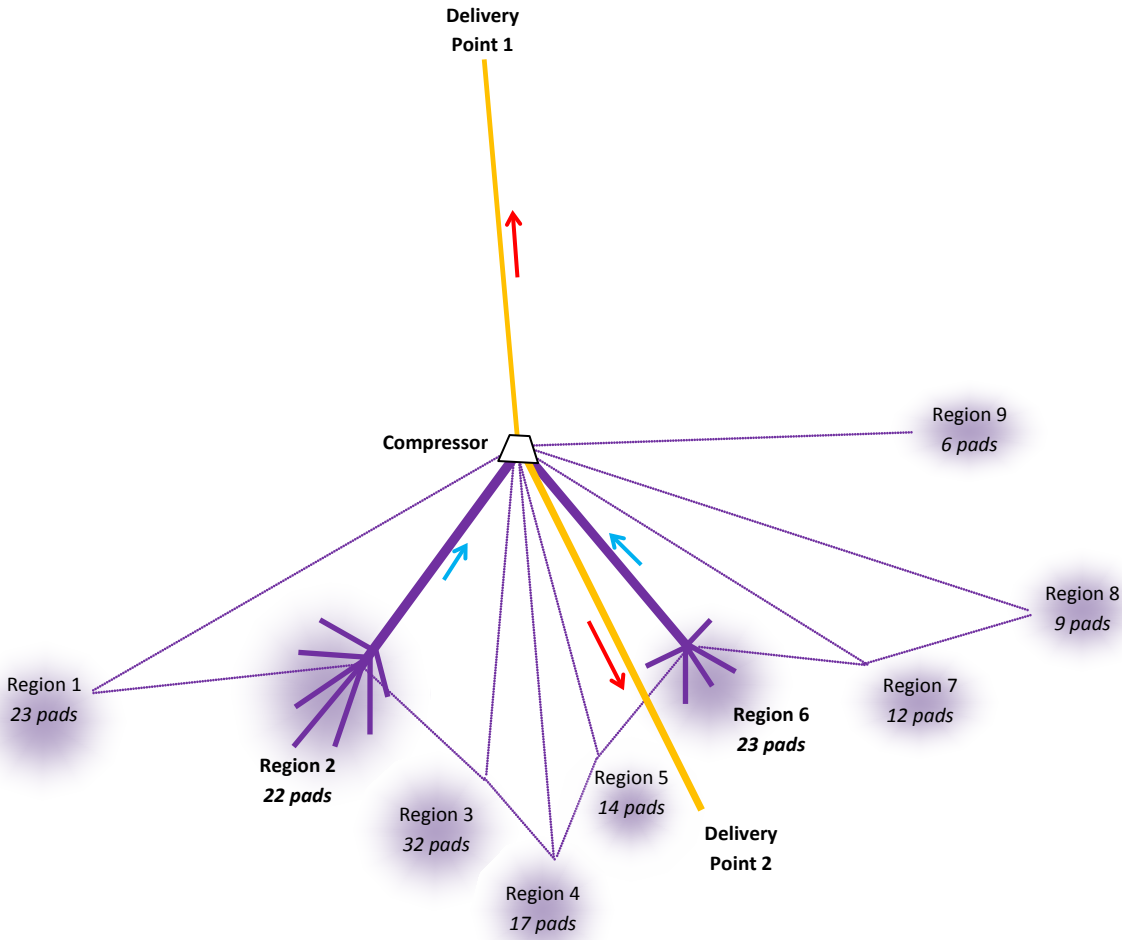 Delivery
Point 1
Compressor
Region 9
6 pads
Region 8
9 pads
Region 1
23 pads
Region 7
12 pads
Region 6
23 pads
Region 2
22 pads
Region 5
14 pads
Region 3
32 pads
Delivery
Point 2
Region 4
17 pads